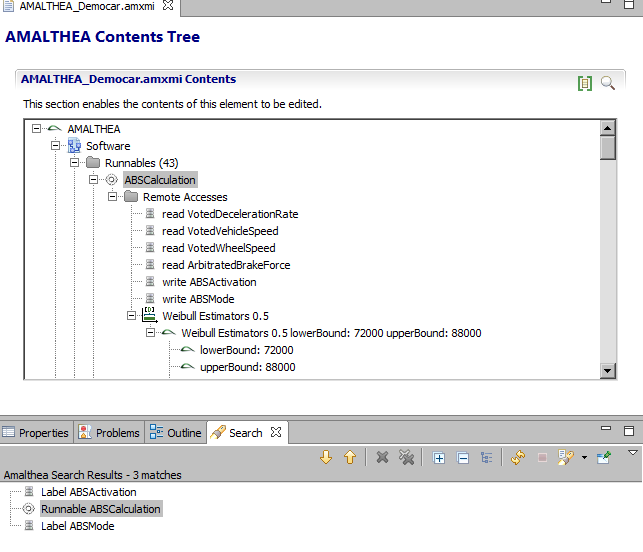 AMALTHEA_Democar.amxmi
AMALTHEA Contents Tree
AMALTHEA_Democar.amxmi Contents
This section enables the contents of this element to be edited.
AMALTHEA
Software
Runnables (43)
ABSCalculation
Remote Accesses
read VotedDecelerationRate
read VotedVehicleSpeed
read VotedWheelSpeed
read ArbitratedBrakeForce
write ABSActivation
write ABSMode
Weibull Estimators 0.5
Weibull Estimators 0.5 lowerBound: 72000 upperBound: 88000
lowerBound: 72000
upperBound: 88000
Properties Problems Outline Search
Amalthea Search Results - 3 matches
Label ABSActivation
Runnable ABSCalculation
Label ABSMode